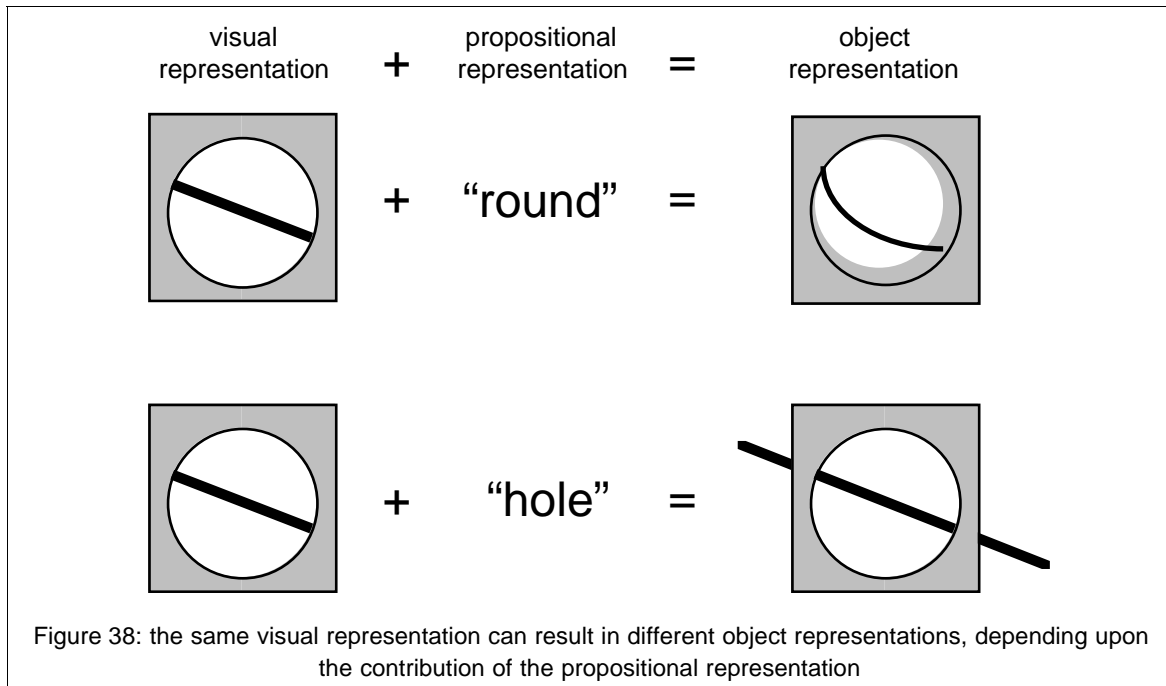 visual representation + propositional representation = object representation
+ “round” =
+ “hole” =
Figure 38: the same visual representation can result in different object representations, depending upon
the contribution of the propositional representation